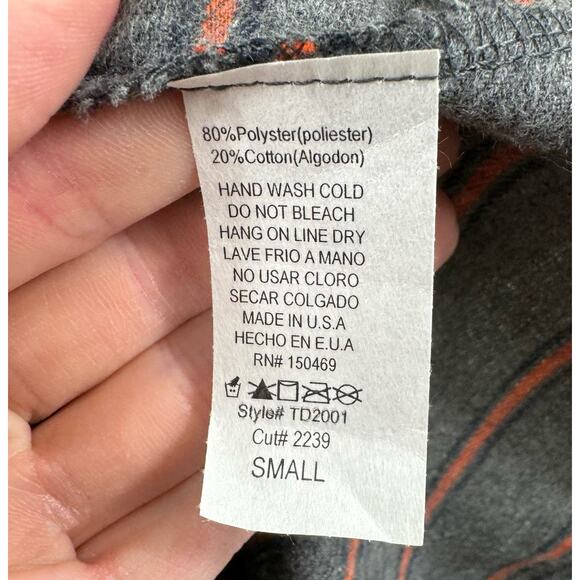 80%Polyster(poliester)
20%Cotton(Algodon)
HAND WASH COLD
DO NOT BLEACH
HANG ON LINE DRY
LAVE FRIO A MANO
NO USAR CLORO
SECAR COLGADO
MADE IN U.S.A
HECHO EN E.U.A
RN# 150469
Style# TD2001
Cut# 2239
SMALL